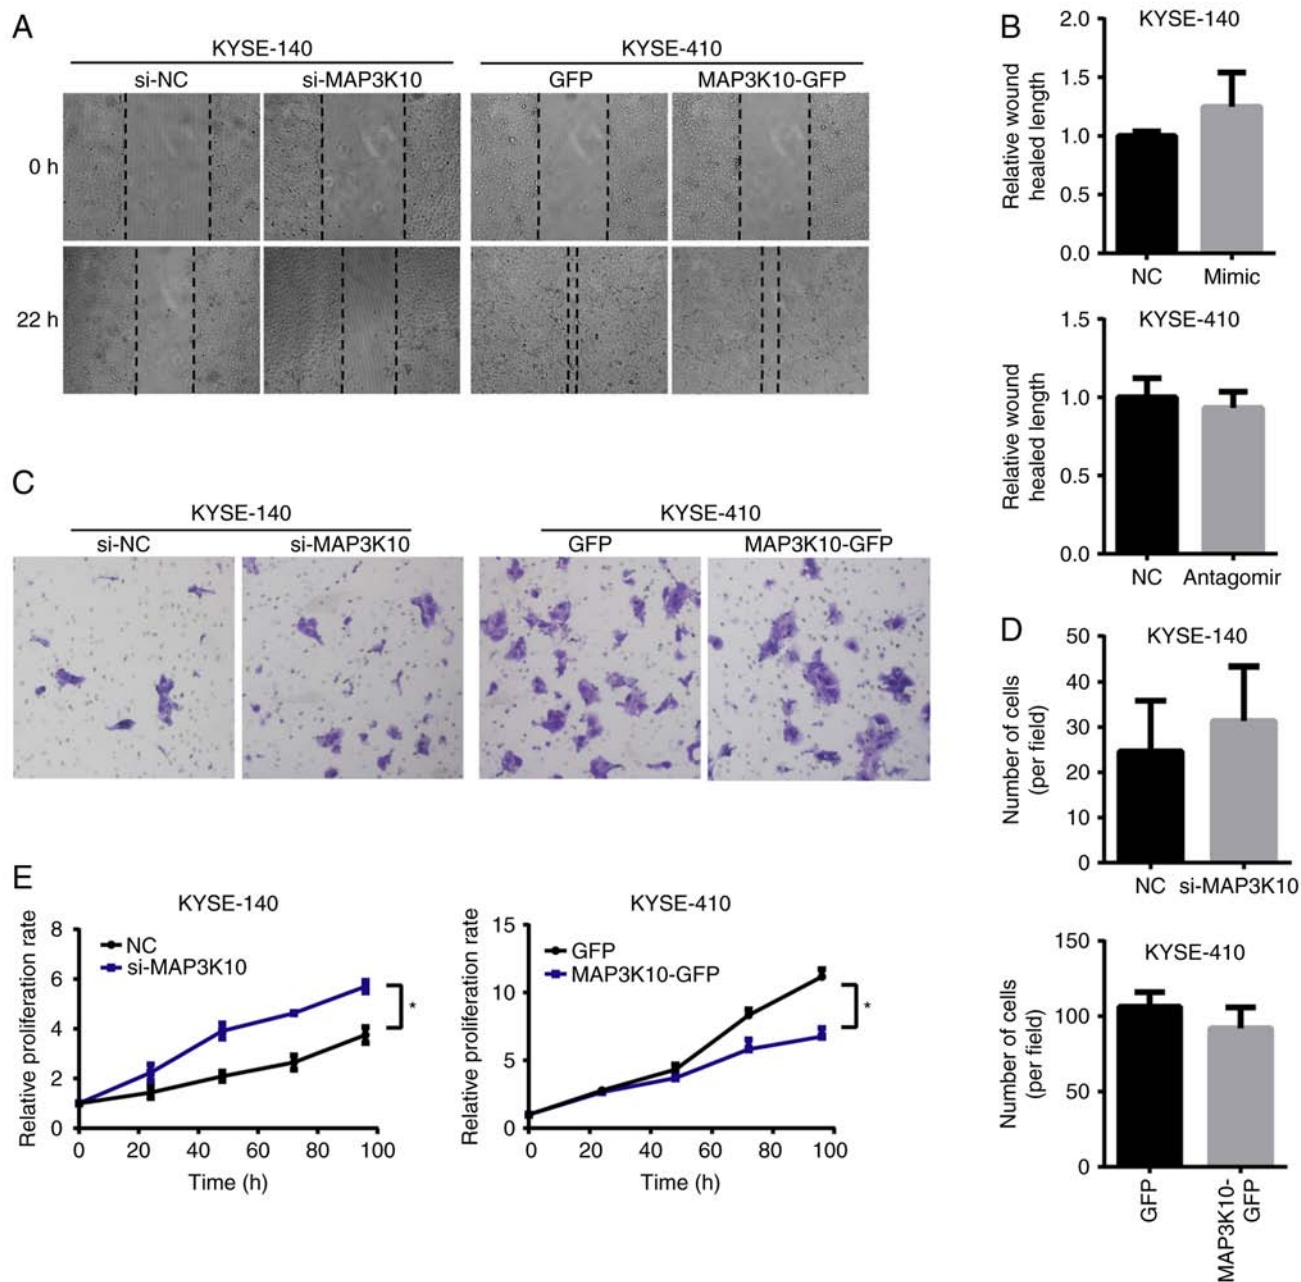 A
KYSE-140
KYSE-410
si-NC
si-MAP3K10
GFP
MAP3K10-GFP
0 h
22 h
B
KYSE-140
Relative wound
healed length
2.0
1.5
1.0
0.5
0.0
NC
Mimic
KYSE-410
Relative wound
healed length
1.5
1.0
0.5
0.0
NC
Antagomir
C
KYSE-140
KYSE-410
si-NC
si-MAP3K10
GFP
MAP3K10-GFP
D
KYSE-140
Number of cells
(per field)
50
40
30
20
10
0
NC
si-MAP3K10
KYSE-410
Number of cells
(per field)
150
100
50
0
GFP
MAP3K10-
GFP
E
KYSE-140
Relative proliferation rate
8
6
4
2
0
NC
si-MAP3K10
*
0
20
40
60
80
100
Time (h)
KYSE-410
Relative proliferation rate
15
10
5
0
GFP
MAP3K10-GFP
*
0
20
40
60
80
100
Time (h)